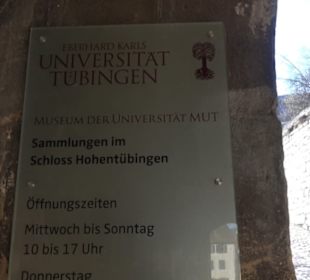 EBERHARD KARLS
UNIVERSITÄT
TÜBINGEN
MUSEUM DER UNIVERSITÄT MUT
Sammlungen im
Schloss Hohentübingen
Öffnungszeiten
Mittwoch bis Sonntag
10 bis 17 Uhr
Donnerstag